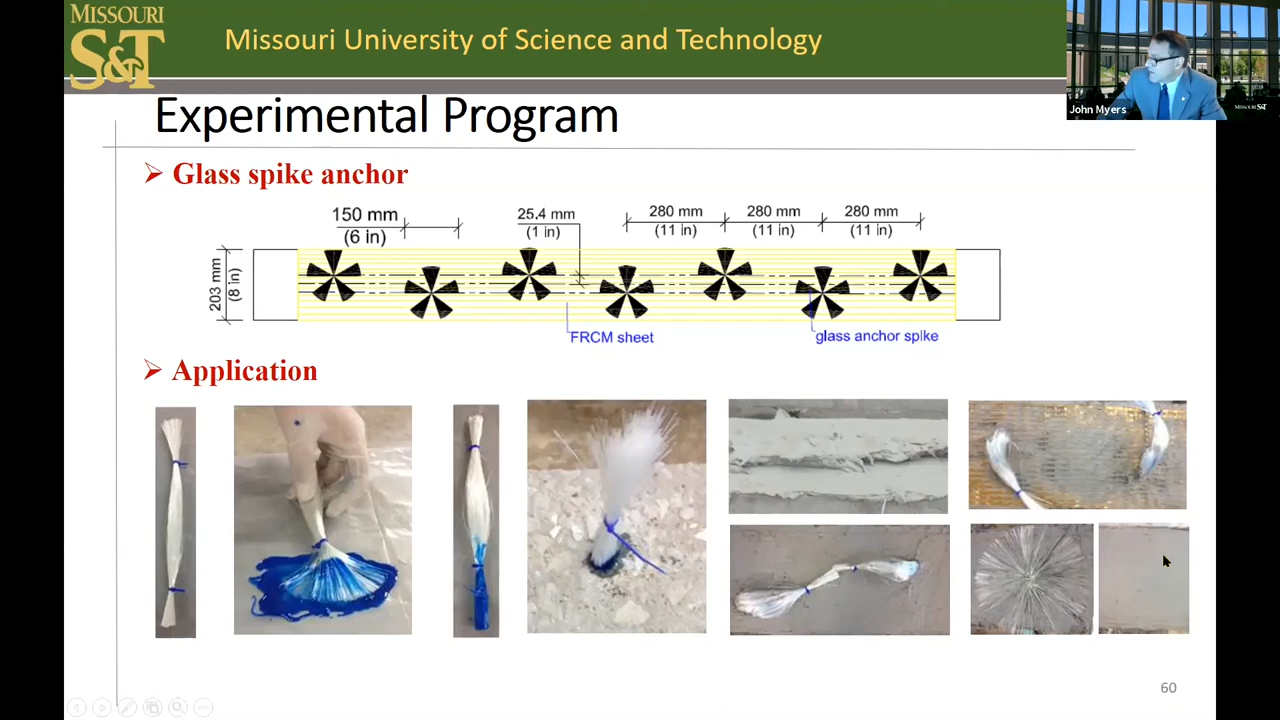 MISSOURI
S&T
Missouri University of Science and Technology
John Myers
MISSOURI S&T
Experimental Program
Glass spike anchor
150 mm
(6 in)
25.4 mm
(1 in)
280 mm
(11 in)
280 mm
(11 in)
280 mm
(11 in)
203 mm
(8 in)
FRCM sheet
glass anchor spike
Application
60